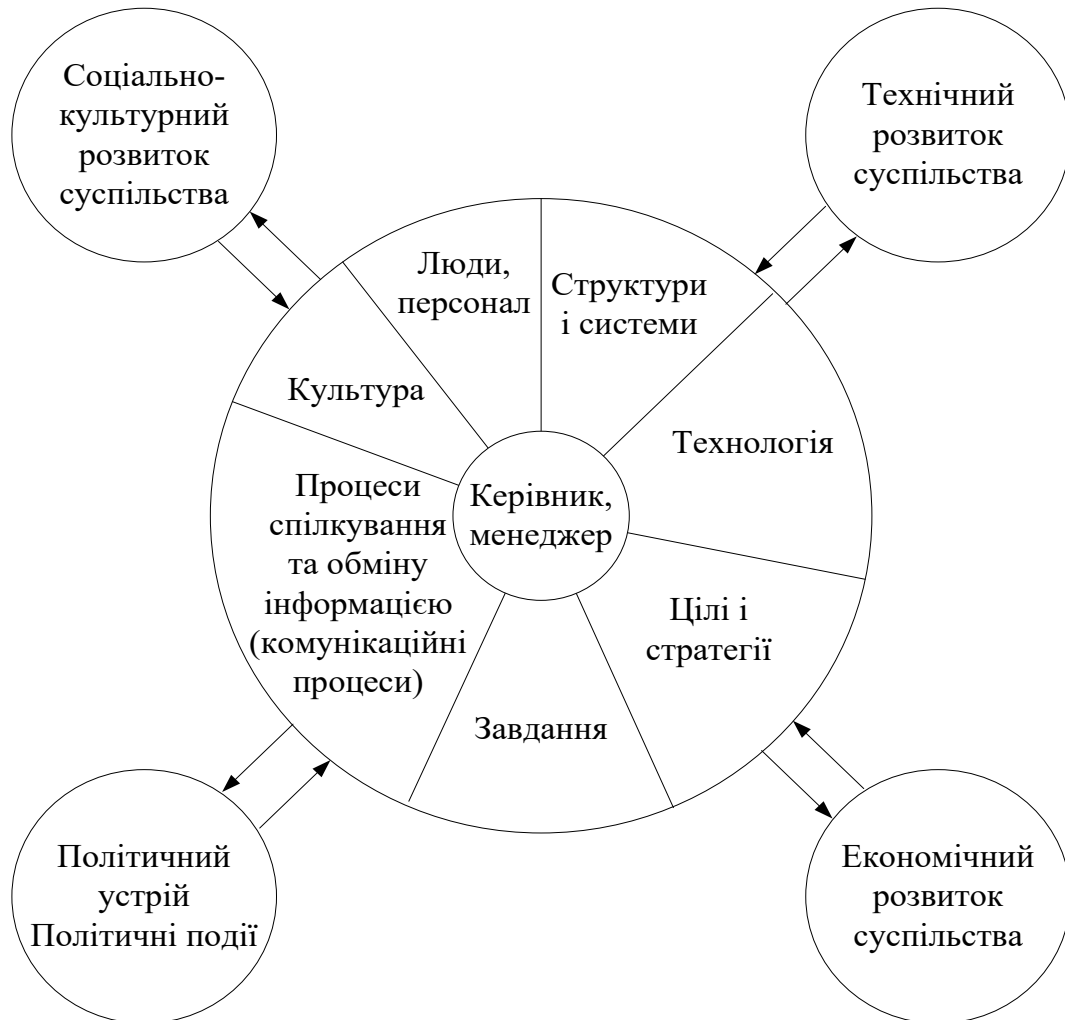 Соціально-
культурний
розвиток
суспільства
Технічний
розвиток
суспільства
Люди,
персонал
Структури
і системи
Культура
Технологія
Процеси
спілкування
та обміну
інформацією
(комунікаційні
процеси)
Керівник,
менеджер
Цілі і
стратегії
Завдання
Політичний
устрій
Політичні події
Економічний
розвиток
суспільства